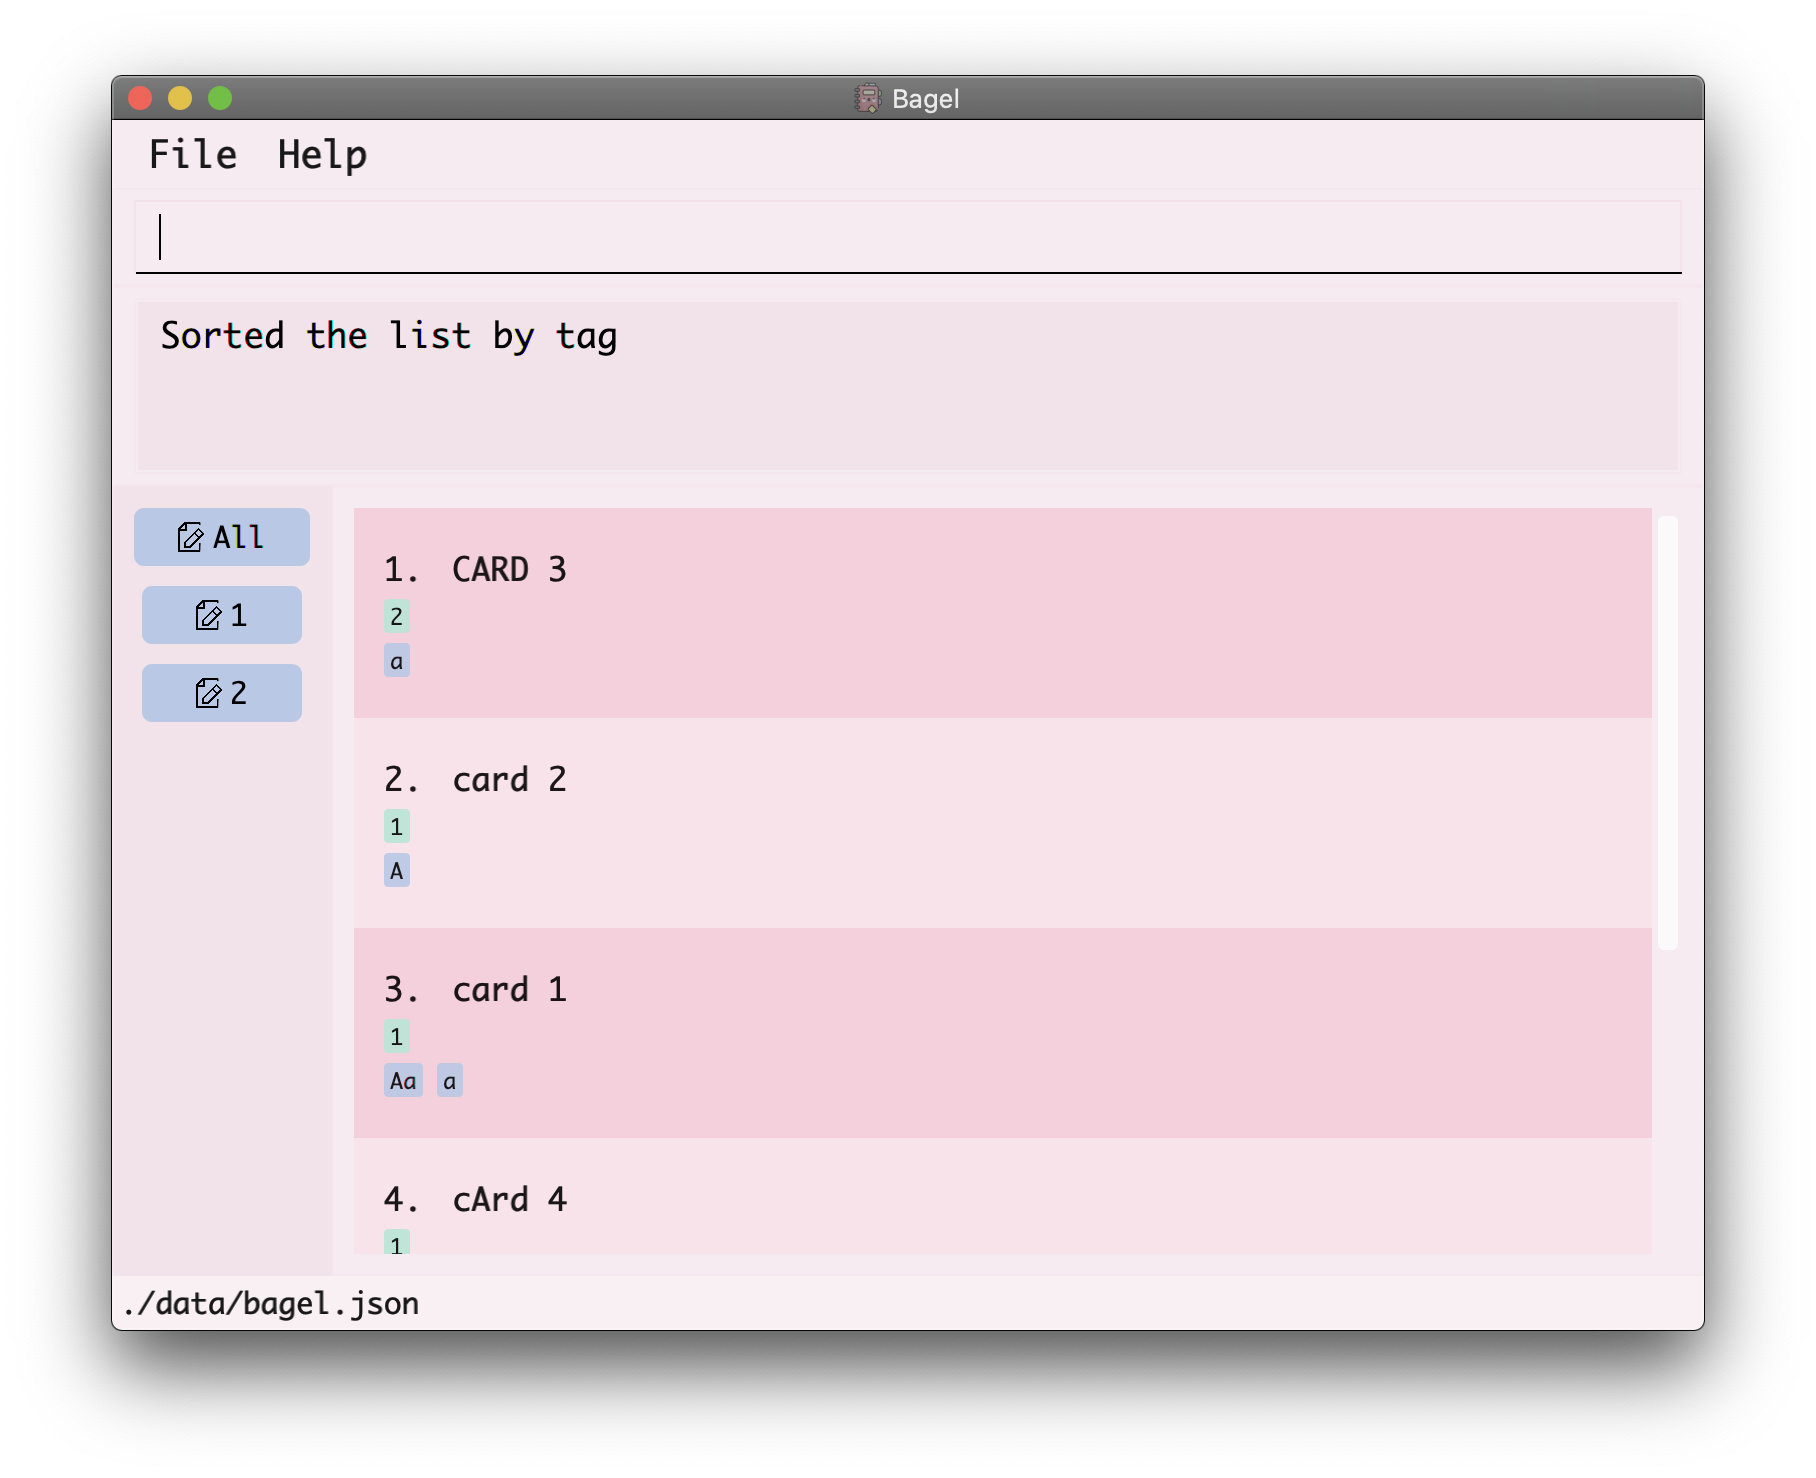 Bagel
File Help
Sorted the list by tag
All
1
2
1. CARD 3
2
a
2. card 2
1
A
3. card 1
1
Aa a
4. cArd 4
1
./data/bagel.json